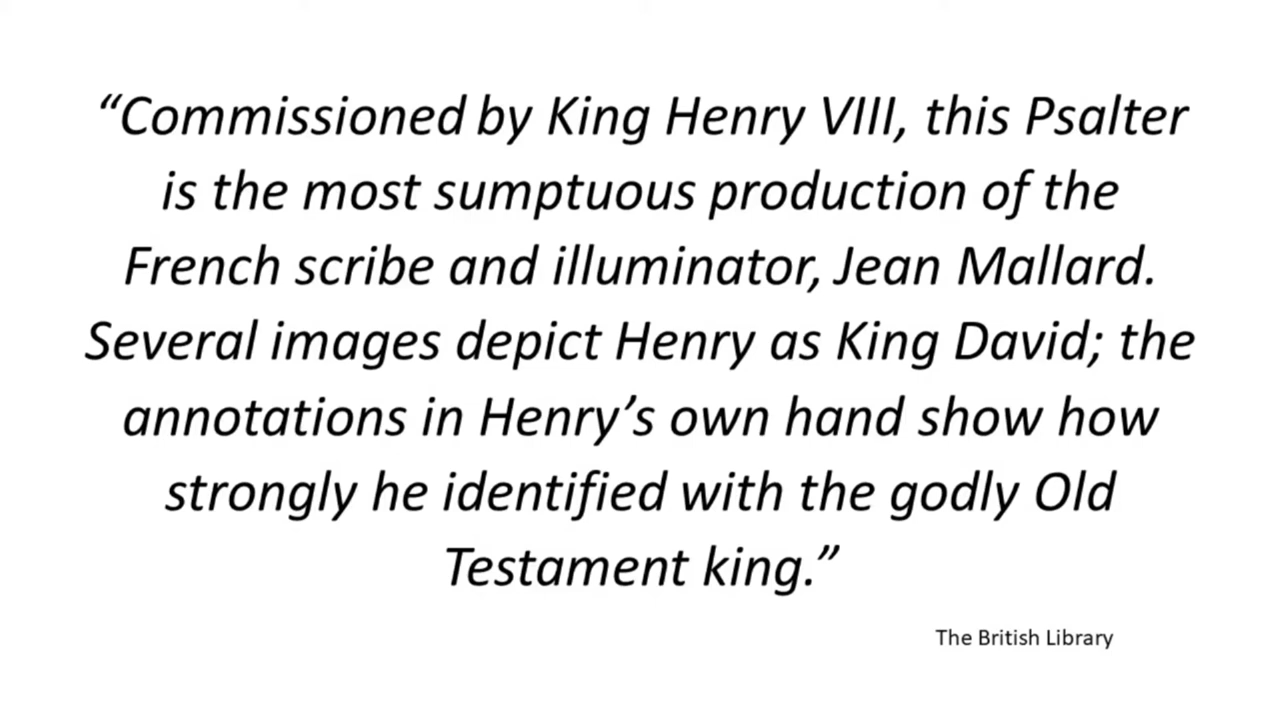 “Commissioned by King Henry VIII, this Psalter
is the most sumptuous production of the
French scribe and illuminator, Jean Mallard.
Several images depict Henry as King David; the
annotations in Henry’s own hand show how
strongly he identified with the godly Old
Testament king.”
The British Library